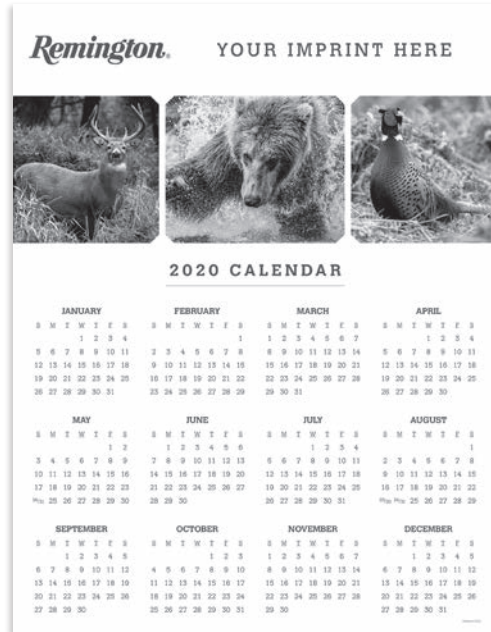 Remington®
YOUR IMPRINT HERE
2020 CALENDAR
JANUARY
S M T W T F S
1 2 3 4
5 6 7 8 9 10 11
12 13 14 15 16 17 18
19 20 21 22 23 24 25
26 27 28 29 30 31
FEBRUARY
S M T W T F S
1
2 3 4 5 6 7 8
9 10 11 12 13 14 15
16 17 18 19 20 21 22
23 24 25 26 27 28 29
MARCH
S M T W T F S
1 2 3 4 5 6 7
8 9 10 11 12 13 14
15 16 17 18 19 20 21
22 23 24 25 26 27 28
29 30 31
APRIL
S M T W T F S
1 2 3 4
5 6 7 8 9 10 11
12 13 14 15 16 17 18
19 20 21 22 23 24 25
26 27 28 29 30
MAY
S M T W T F S
1 2
3 4 5 6 7 8 9
10 11 12 13 14 15 16
17 18 19 20 21 22 23
25 26 27 28 29 30
JUNE
S M T W T F S
1 2 3 4 5 6
7 8 9 10 11 12 13
14 15 16 17 18 19 20
21 22 23 24 25 26 27
28 29 30
JULY
S M T W T F S
1 2 3 4
5 6 7 8 9 10 11
12 13 14 15 16 17 18
19 20 21 22 23 24 25
26 27 28 29 30 31
AUGUST
S M T W T F S
1
2 3 4 5 6 7 8
9 10 11 12 13 14 15
16 17 18 19 20 21 22
25 26 27 28 29
SEPTEMBER
S M T W T F S
1 2 3 4 5
6 7 8 9 10 11 12
13 14 15 16 17 18 19
20 21 22 23 24 25 26
27 28 29 30
OCTOBER
S M T W T F S
1 2 3
4 5 6 7 8 9 10
11 12 13 14 15 16 17
18 19 20 21 22 23 24
25 26 27 28 29 30 31
NOVEMBER
S M T W T F S
1 2 3 4 5 6 7
8 9 10 11 12 13 14
15 16 17 18 19 20 21
22 23 24 25 26 27 28
29 30
DECEMBER
S M T W T F S
1 2 3 4 5
6 7 8 9 10 11 12
13 14 15 16 17 18 19
20 21 22 23 24 25 26
27 28 29 30 31